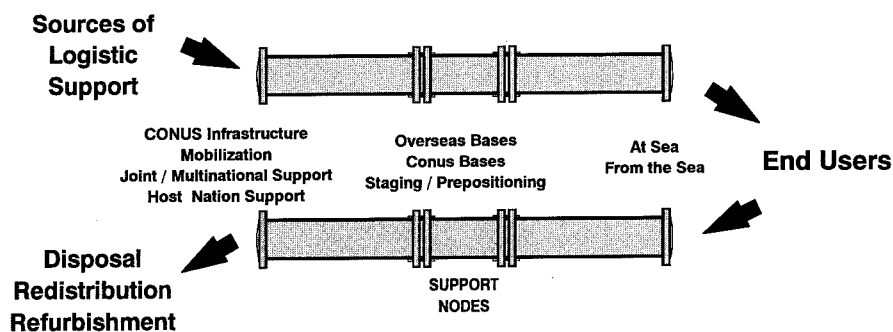 Sources of
Logistic
Support
CONUS Infrastructure
Mobilization
Joint / Multinational Support
Host Nation Support
Overseas Bases
Conus Bases
Staging / Prepositioning
At Sea
From the Sea
End Users
Disposal
Redistribution
Refurbishment
SUPPORT
NODES